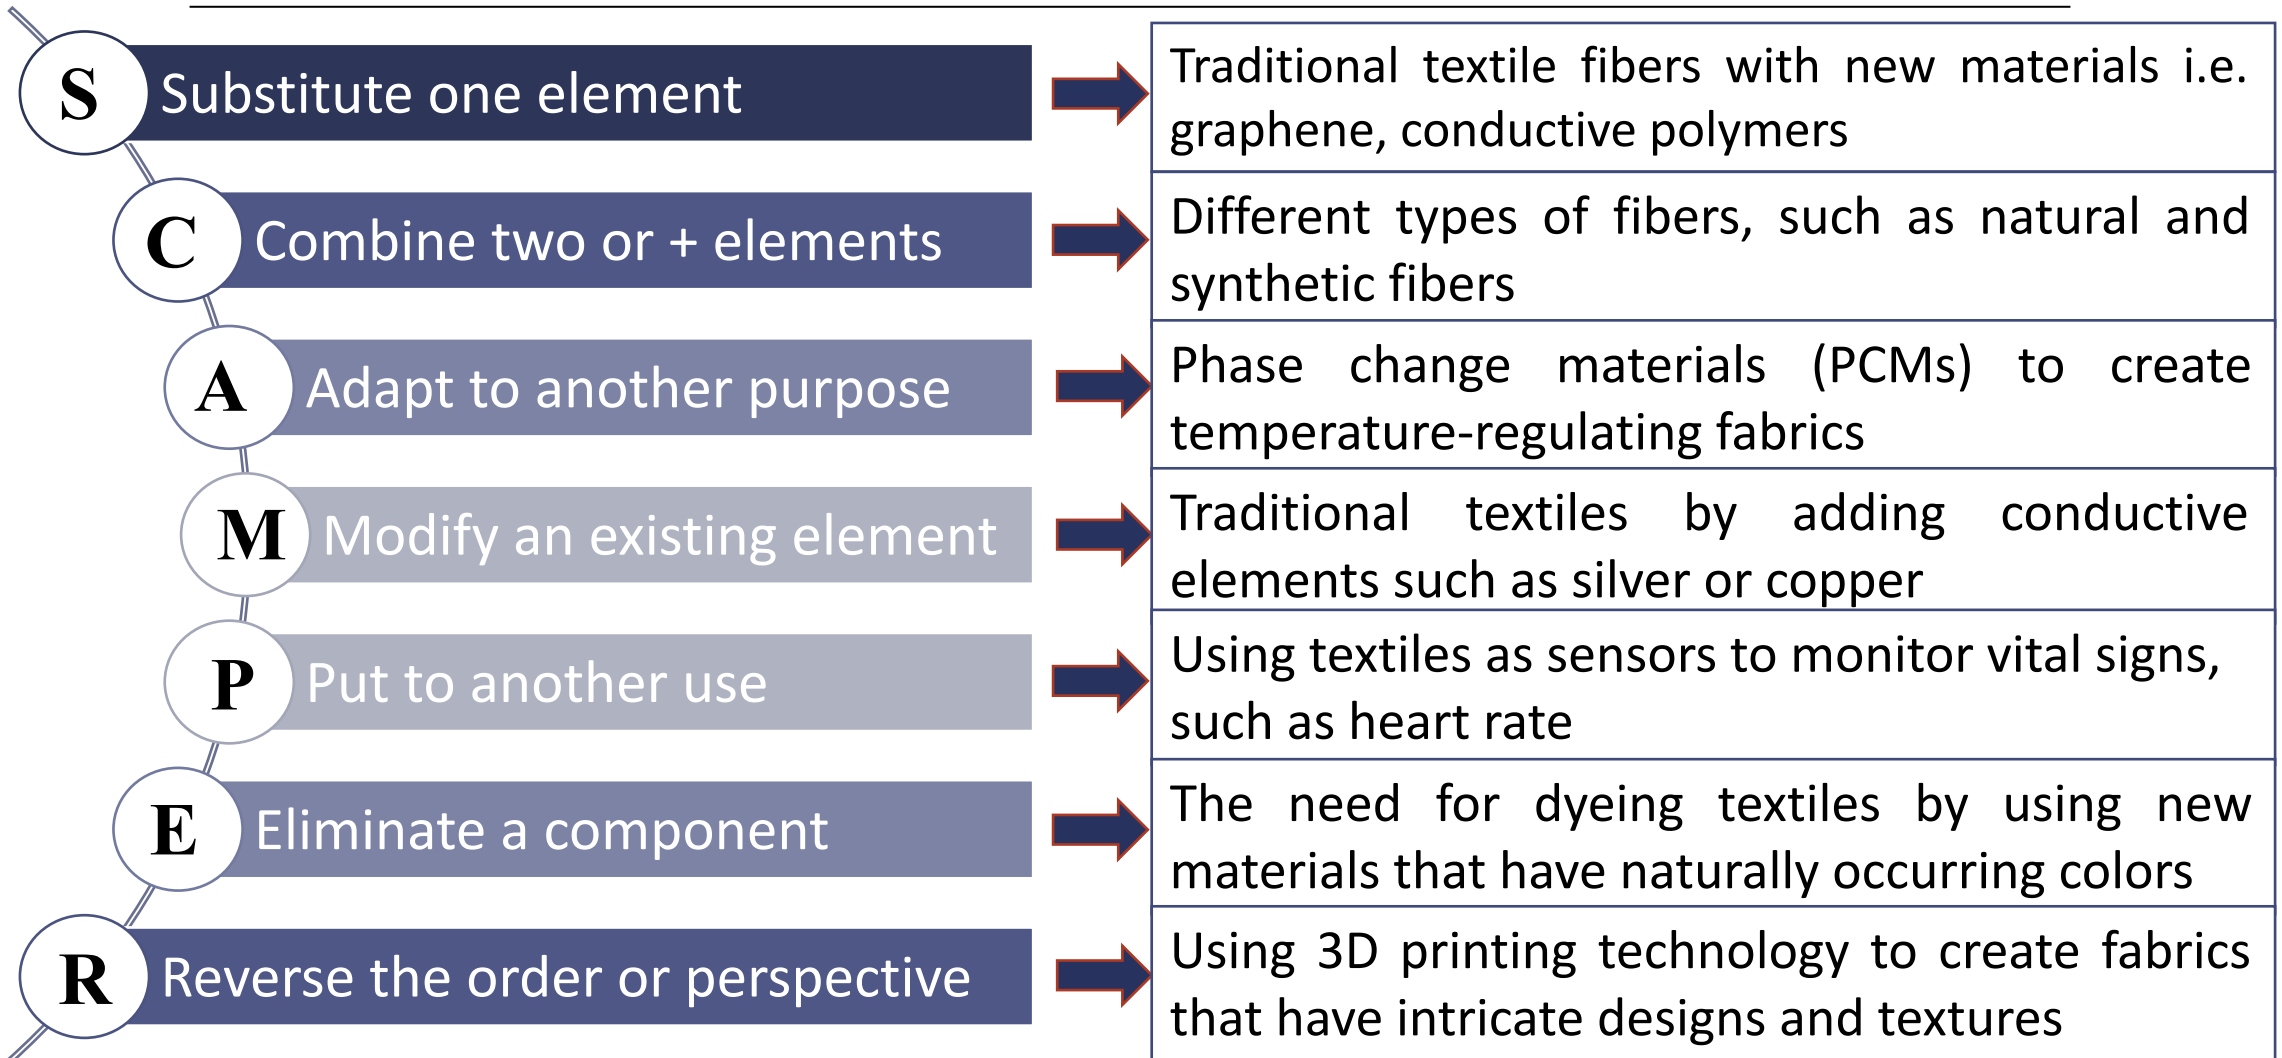 S
Substitute one element
Traditional textile fibers with new materials i.e.
graphene, conductive polymers
C
Combine two or + elements
Different types of fibers, such as natural and
synthetic fibers
A
Adapt to another purpose
Phase change materials (PCMs) to create
temperature-regulating fabrics
M
Modify an existing element
Traditional textiles by adding conductive
elements such as silver or copper
P
Put to another use
Using textiles as sensors to monitor vital signs,
such as heart rate
E
Eliminate a component
The need for dyeing textiles by using new
materials that have naturally occurring colors
R
Reverse the order or perspective
Using 3D printing technology to create fabrics
that have intricate designs and textures